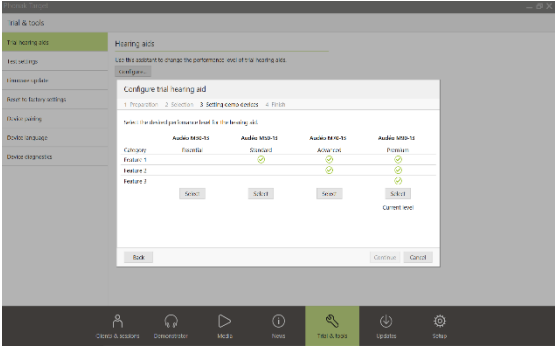 Phonak Target
Trial & tools
Trial hearing aids
Test settings
Firmware update
Reset to factory settings
Device pairing
Device language
Device diagnostics
Hearing aids
Use this assistant to change the performance level of trial hearing aids.
Configure...
Configure trial hearing aid
1 Preparation 2 Selection 3 Setting demo devices 4 Finish
Select the desired performance level for the hearing aid.
Audéo M50-13 Audéo M70-13 Audéo M90-13
Category Essential Standard Advanced Premium
Feature 1
Feature 2
Feature 3
Select Select Select Select
Current level
Back Continue Cancel
Clients & sessions Demonstrator Media News Trial & tools Updates Setup